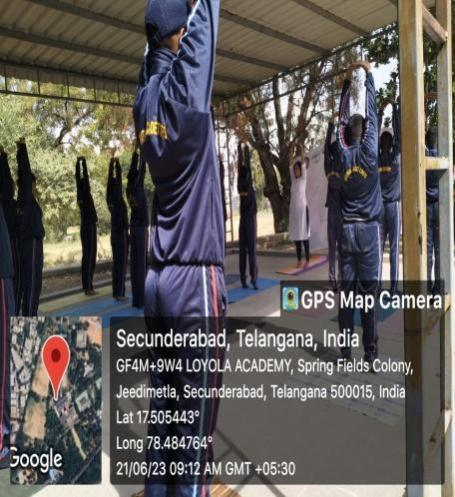 GPS Map Camera
Secunderabad, Telangana, India
GF4M+9W4 LOYOLA ACADEMY, Spring Fields Colony,
Jeedimetla, Secunderabad, Telangana 500015, India
Lat 17.505443°
Long 78.484764°
21/06/23 09:12 AM GMT +05:30
Google